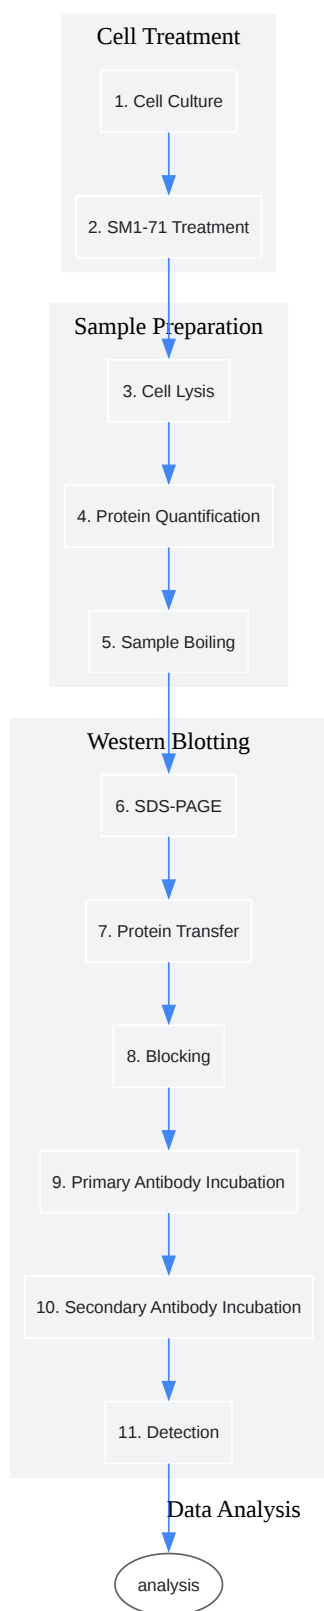 Cell Treatment
1. Cell Culture
2. SM1-71 Treatment
Sample Preparation
3. Cell Lysis
4. Protein Quantification
5. Sample Boiling
Western Blotting
6. SDS-PAGE
7. Protein Transfer
8. Blocking
9. Primary Antibody Incubation
10. Secondary Antibody Incubation
11. Detection
Data Analysis
analysis